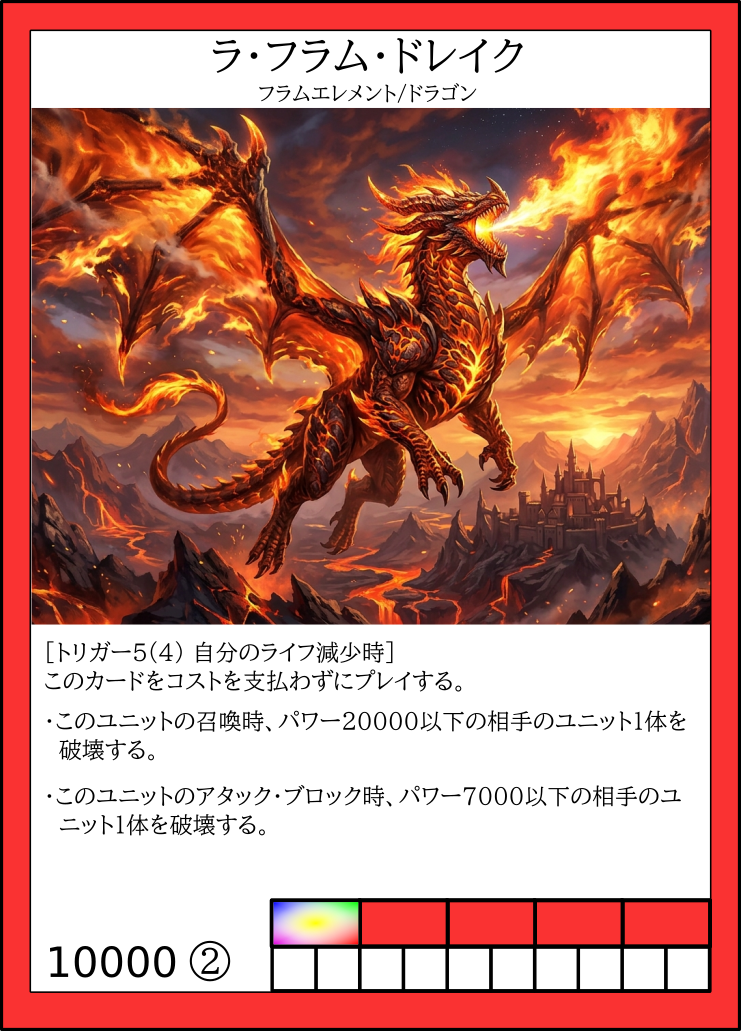 ラ・フラム・ドレイク
フラムエレメント/ドラゴン
[トリガー5(4) 自分のライフ減少時]
このカードをコストを支払わずにプレイする。
・このユニットの召喚時、パワー20000以下の相手のユニット1体を
破壊する。
・このユニットのアタック・ブロック時、パワー7000以下の相手のユ
ニット1体を破壊する。
10000 ②